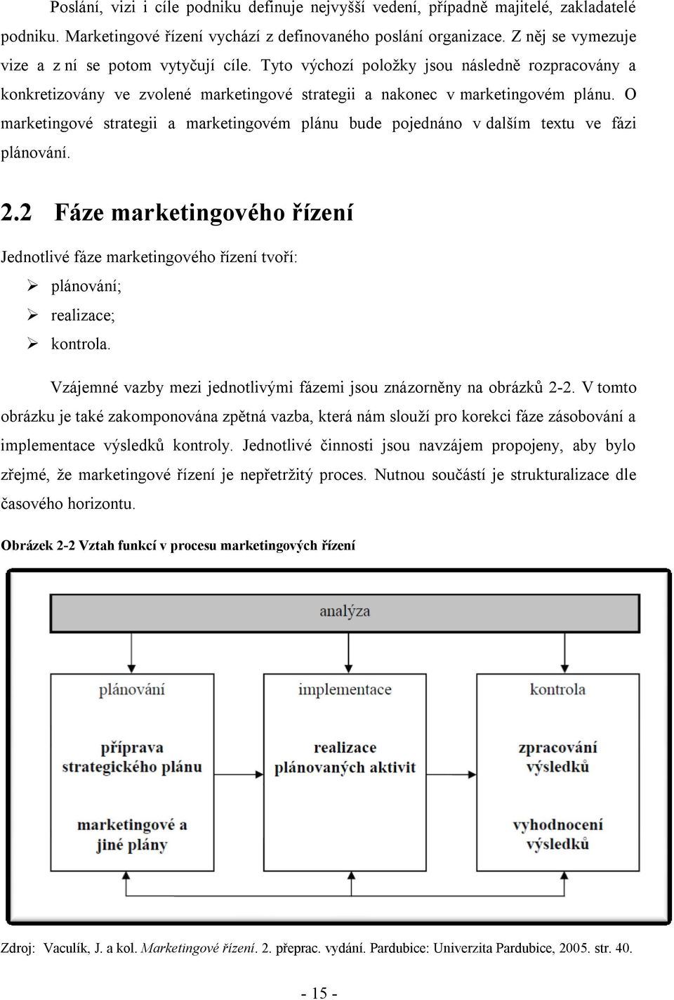 Poslání, vizi i cíle podniku definuje nejvyšší vedení, případně majitelé, zakladatelé
podniku. Marketingové řízení vychází z definovaného poslání organizace. Z něj se vymezuje
vize a z ní se potom vytyčují cíle. Tyto výchozí položky jsou následně rozpracovány a
konkretizovány ve zvolené marketingové strategii a nakonec v marketingovém plánu. O
marketingové strategii a marketingovém plánu bude pojednáno v dalším textu ve fázi
plánování.
2.2 Fáze marketingového řízení
Jednotlivé fáze marketingového řízení tvoří:
➢ plánování;
➢ realizace;
➢ kontrola.
Vzájemné vazby mezi jednotlivými fázemi jsou znázorněny na obrázků 2-2. V tomto
obrázku je také zakomponována zpětná vazba, která nám slouží pro korekci fáze zásobování a
implementace výsledků kontroly. Jednotlivé činnosti jsou navzájem propojeny, aby bylo
zřejmé, že marketingové řízení je nepřetržitý proces. Nutnou součástí je strukturalizace dle
časového horizontu.
Obrázek 2-2 Vztah funkcí v procesu marketingových řízení
analýza
plánování
příprava
strategického plánu
marketingové a
jiné plány
implementace
realizace
plánovaných aktivit
kontrola
zpracování
výsledků
vyhodnocení
výsledků
Zdroj: Vaculík, J. a kol. Marketingové řízení. 2. přeprac. vydání. Pardubice: Univerzita Pardubice, 2005. str. 40.
- 15 -